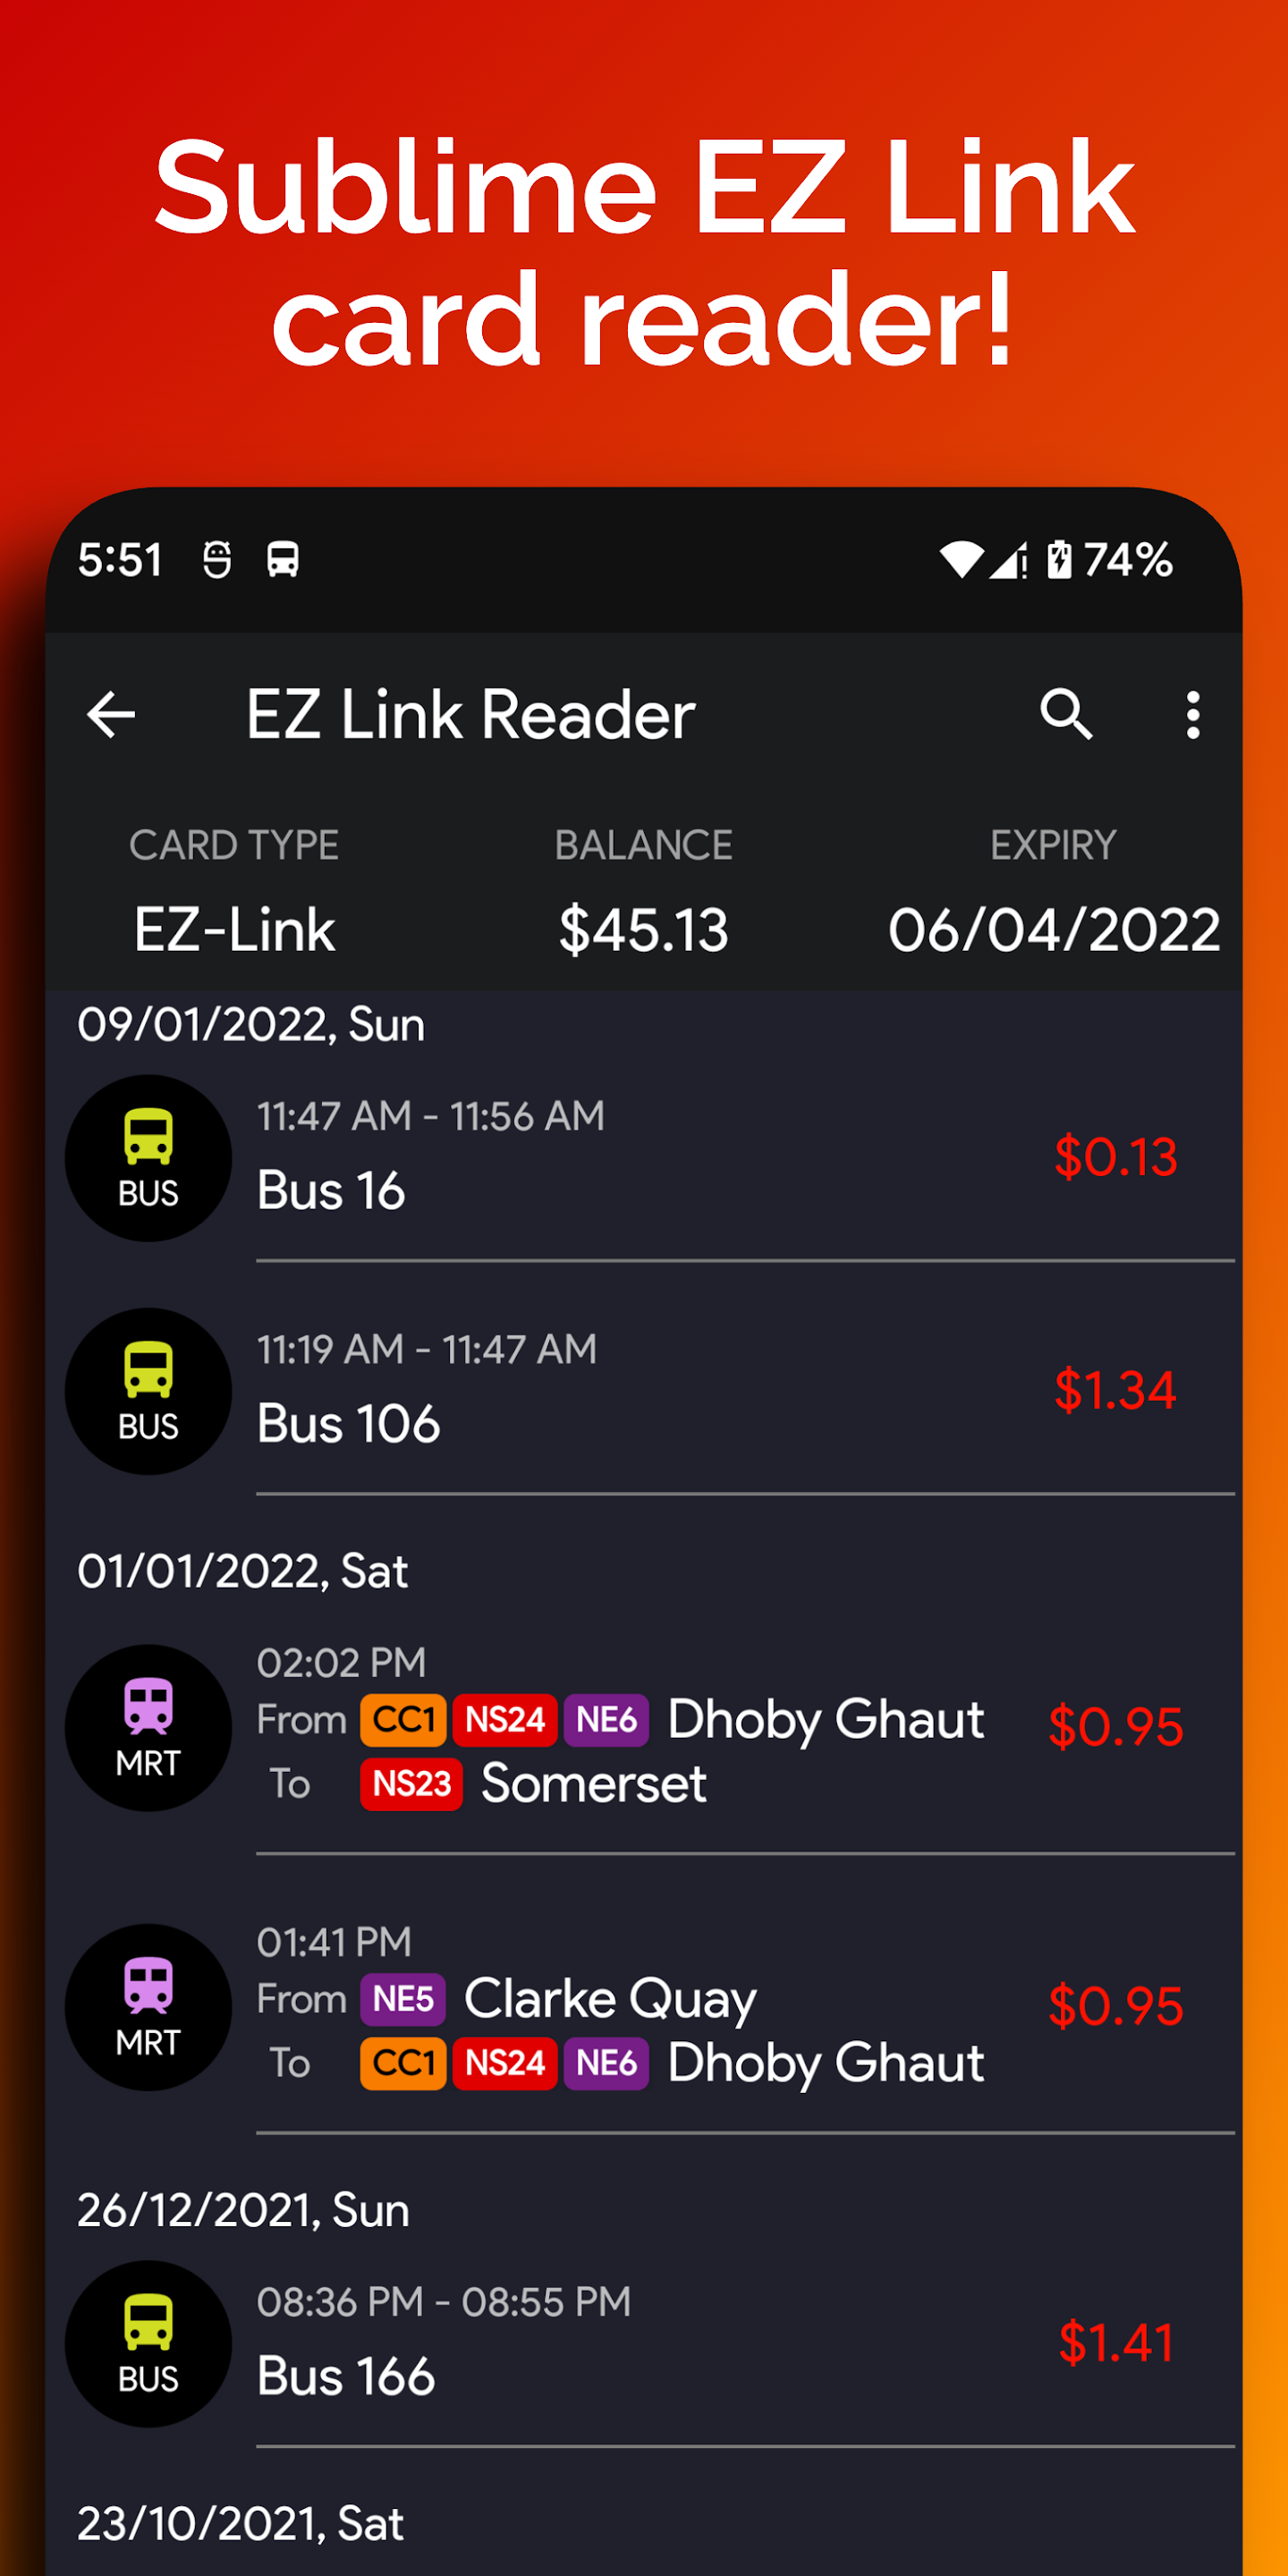 Sublime EZ Link
card reader!
5:51 74%
EZ Link Reader
CARD TYPE BALANCE EXPIRY
EZ-Link $45.13 06/04/2022
09/01/2022, Sun
11:47 AM - 11:56 AM
BUS Bus 16 $0.13
11:19 AM - 11:47 AM
BUS Bus 106 $1.34
01/01/2022, Sat
02:02 PM
From CC1 NS24 NE6 Dhoby Ghaut $0.95
MRT To NS23 Somerset
01:41 PM
From NE5 Clarke Quay $0.95
MRT To CC1 NS24 NE6 Dhoby Ghaut
26/12/2021, Sun
08:36 PM - 08:55 PM
BUS Bus 166 $1.41
23/10/2021, Sat